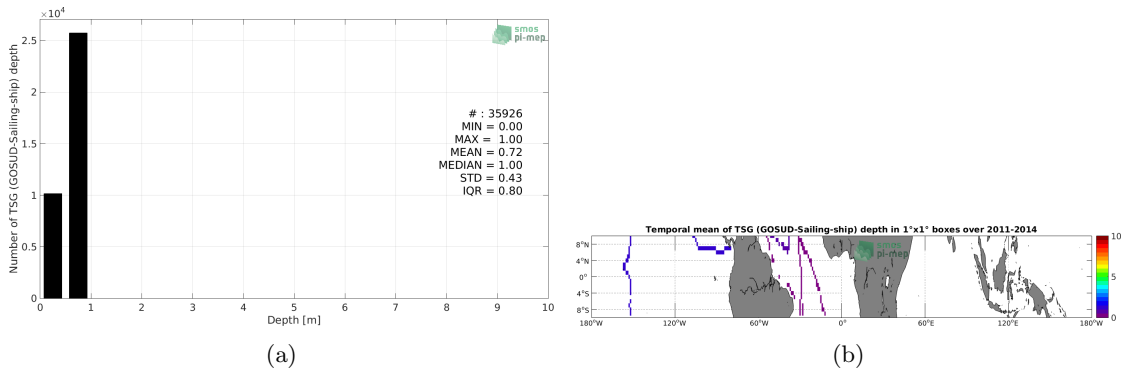 ×10⁴
2.5
2
1.5
1
0.5
0
Number of TSG (GOSUD-Sailing-ship) depth
smos
pi-mep
# : 35926
MIN = 0.00
MAX = 1.00
MEAN = 0.72
MEDIAN = 1.00
STD = 0.43
IQR = 0.80
0 1 2 3 4 5 6 7 8 9 10
Depth [m]
(a)
Temporal mean of TSG (GOSUD-Sailing-ship) depth in 1°x1° boxes over 2011-2014
8°N
4°N
0°
4°S
8°S
smos
pi-mep
180°W 120°W 60°W 0° 60°E 120°E 180°W
10
5
0
(b)